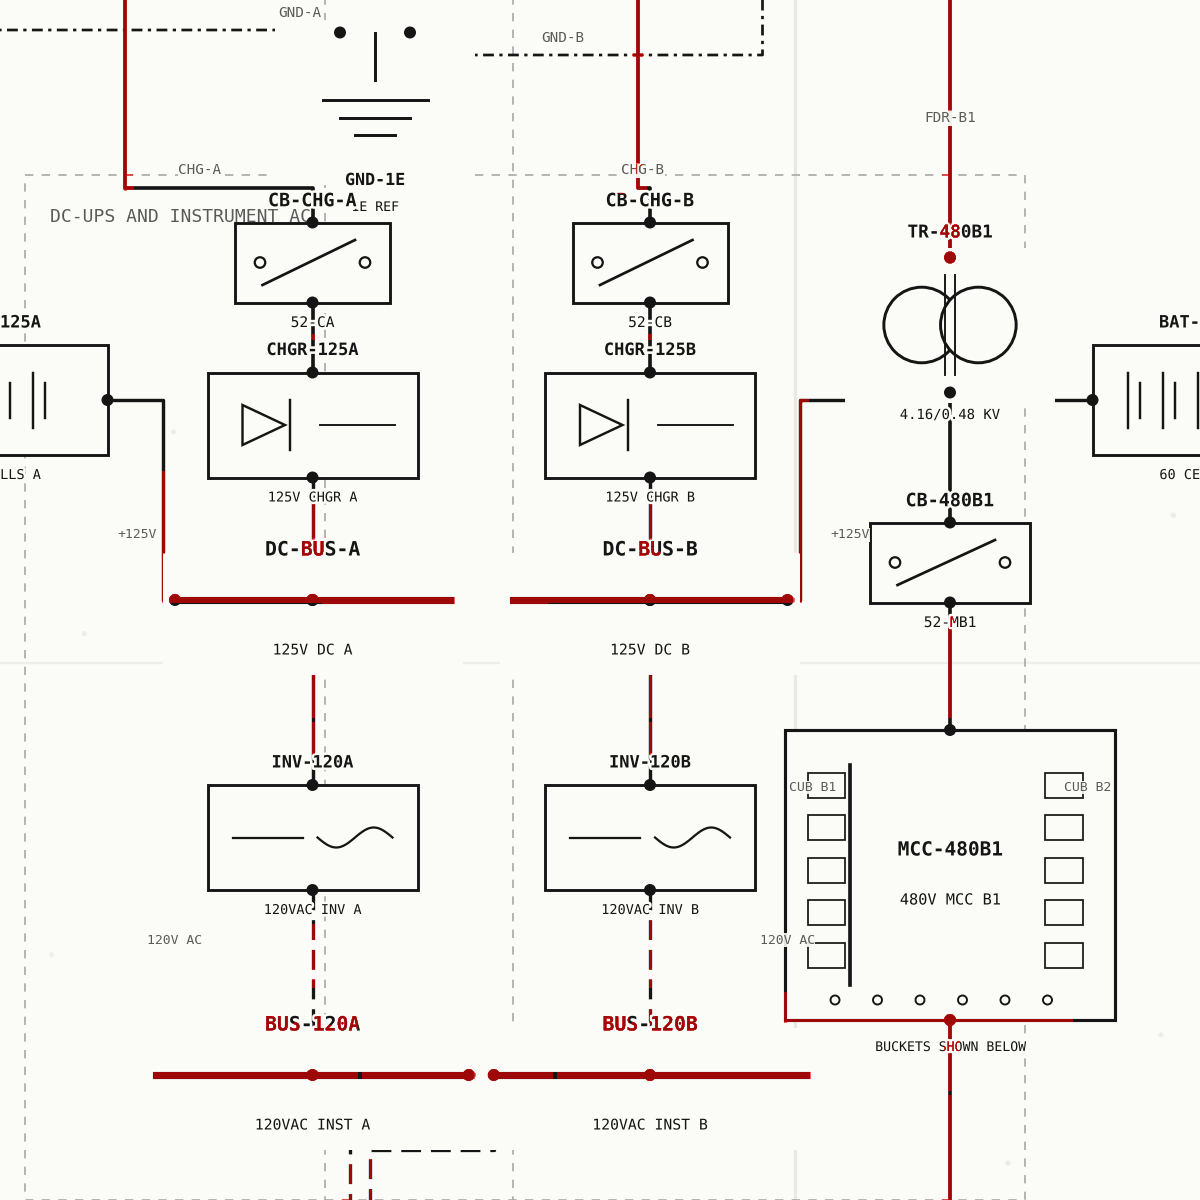 GND-A
GND-B
FDR-B1
CHG-A
CHG-B
GND-1E
CB-CHG-A
CB-CHG-B
1E REF
DC-UPS AND INSTRUMENT AC
TR-480B1
125A
52-CA
52-CB
BAT-
CHGR-125A
CHGR-125B
4.16/0.48 KV
LLS A
60 CE
125V CHGR A
125V CHGR B
CB-480B1
+125V
+125V
DC-BUS-A
DC-BUS-B
52-MB1
125V DC A
125V DC B
INV-120A
INV-120B
CUB B1
CUB B2
MCC-480B1
480V MCC B1
120VAC INV A
120VAC INV B
120V AC
120V AC
BUS-120A
BUS-120B
BUCKETS SHOWN BELOW
120VAC INST A
120VAC INST B